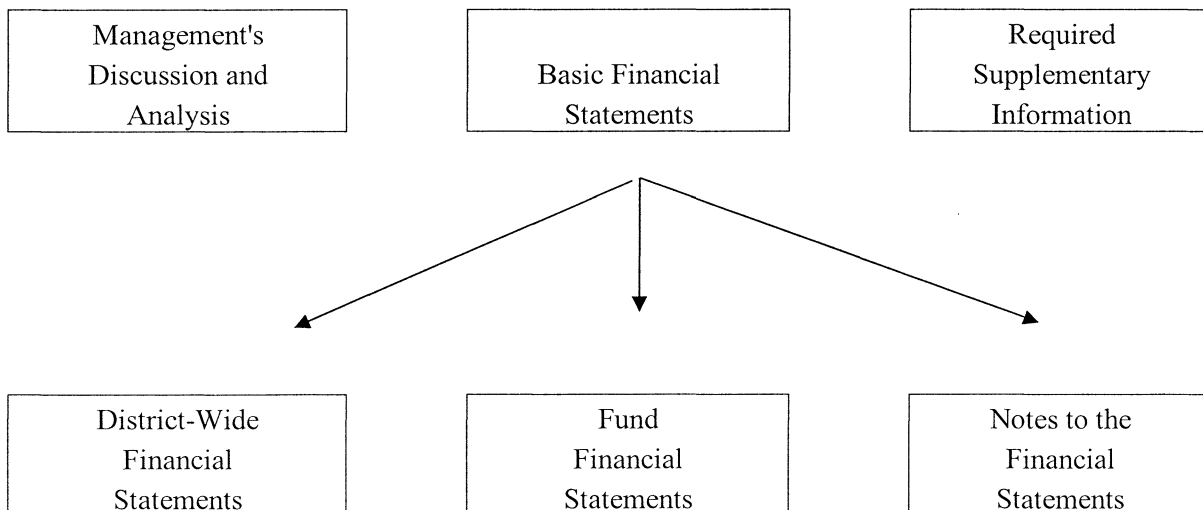 Management's
Discussion and
Analysis
Basic Financial
Statements
Required
Supplementary
Information
District-Wide
Financial
Statements
Fund
Financial
Statements
Notes to the
Financial
Statements